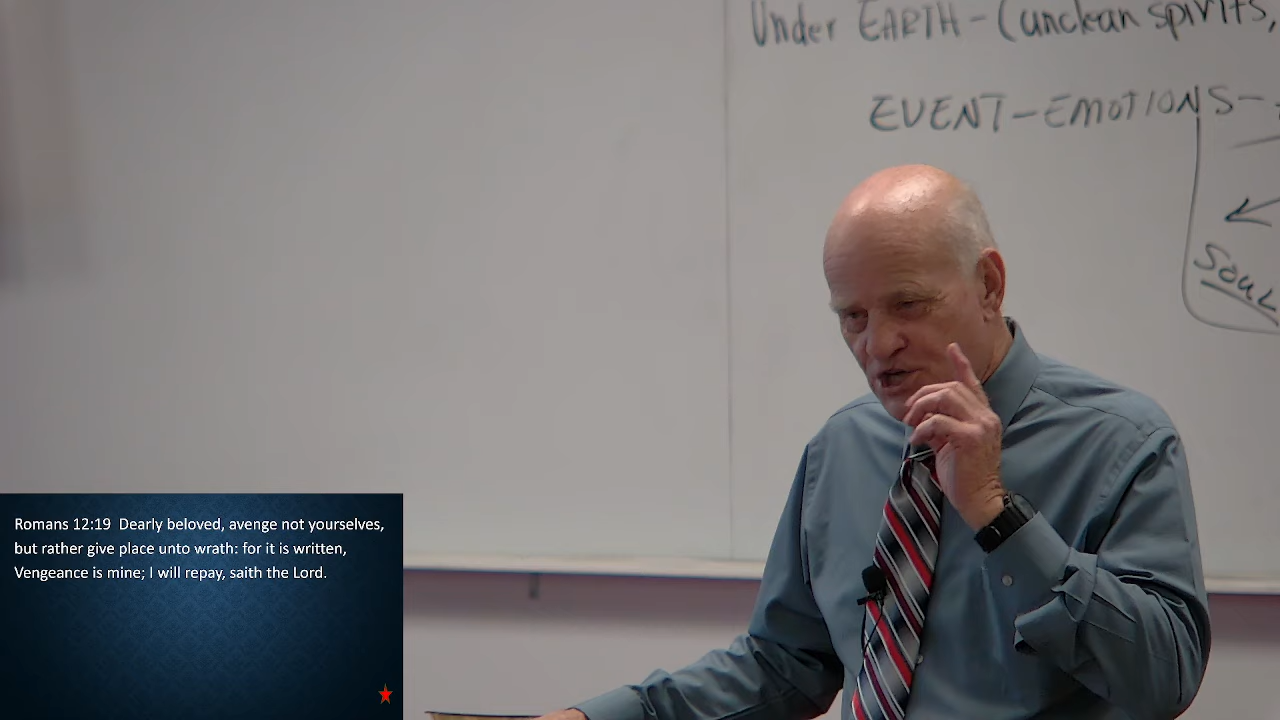 Under EARTH - (unclean spirits,
EVENT - EMOTIONS -
Soul
Romans 12:19 Dearly beloved, avenge not yourselves,
but rather give place unto wrath: for it is written,
Vengeance is mine; I will repay, saith the Lord.